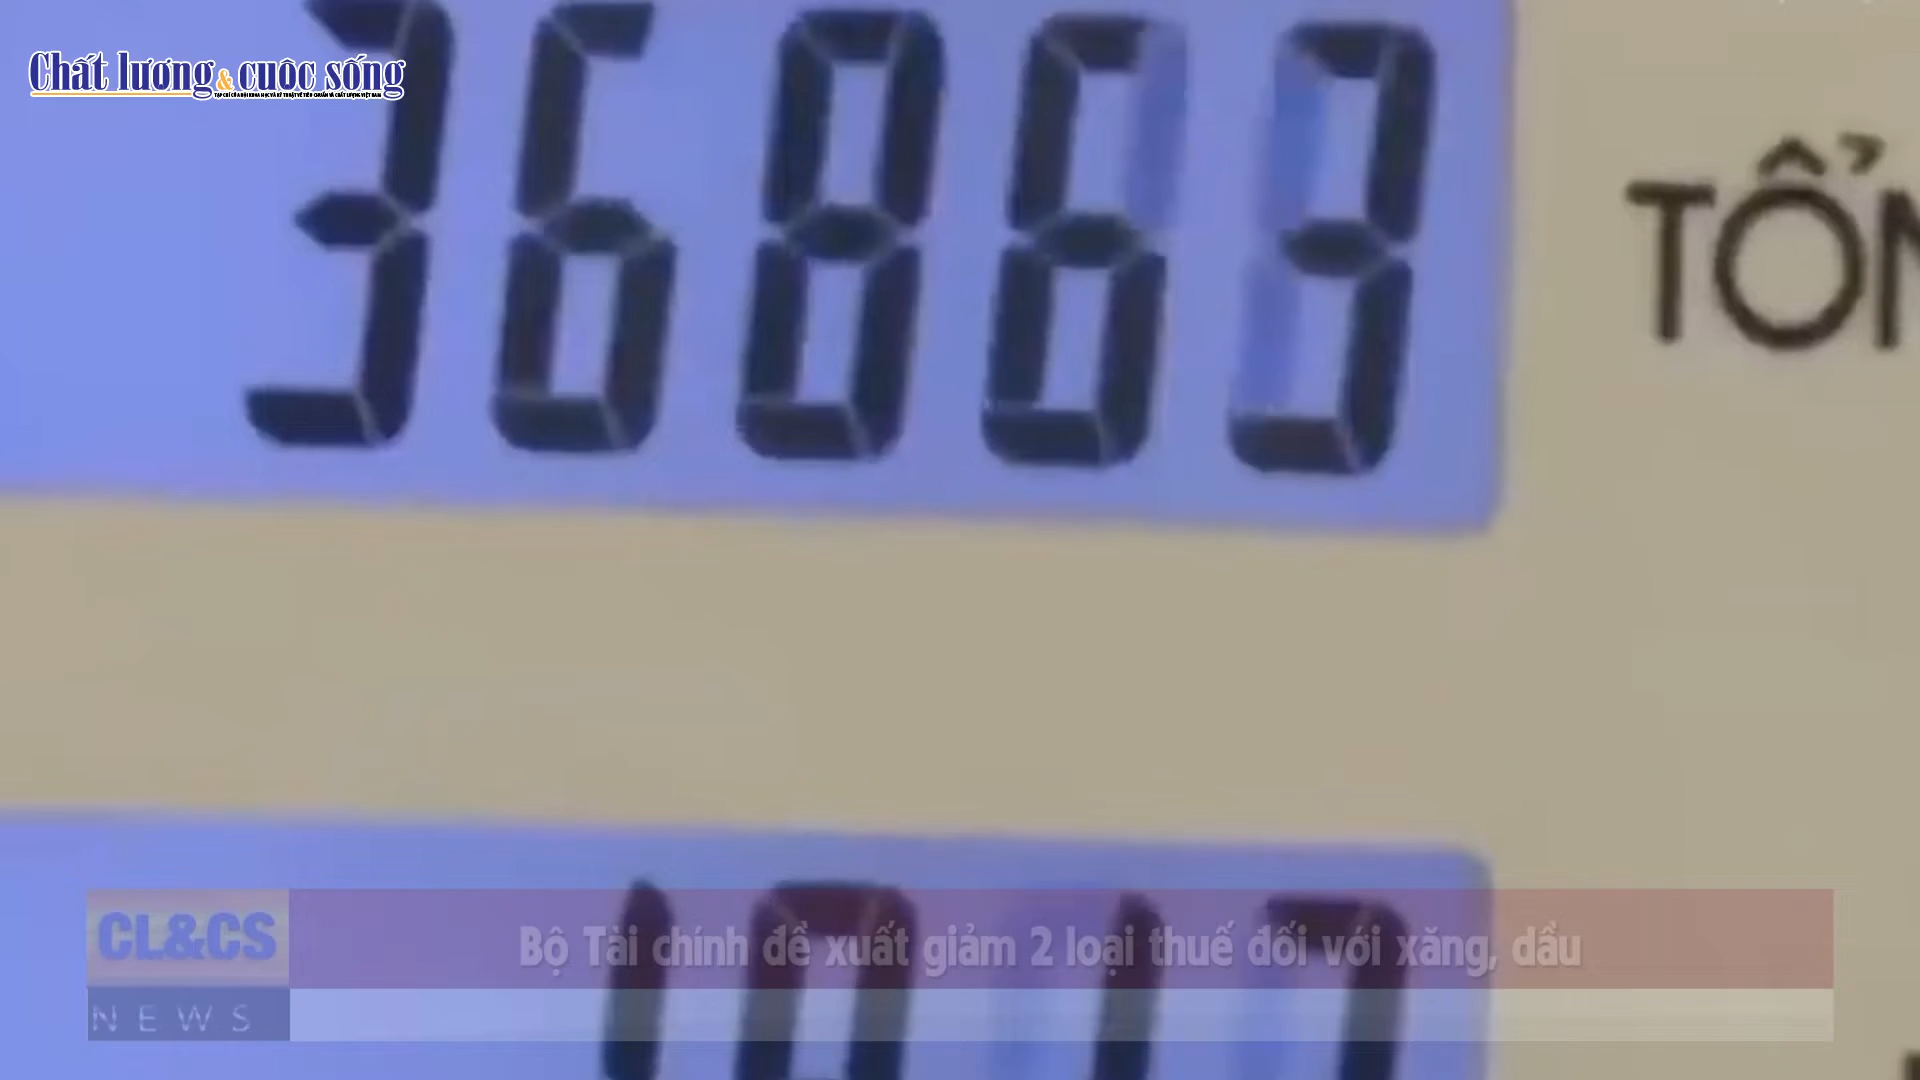 Chất lượng & cuộc sống
36863
TỔN
CL&CS
NEWS
Bộ Tài chính đề xuất giảm 2 loại thuế đối với xăng, dầu